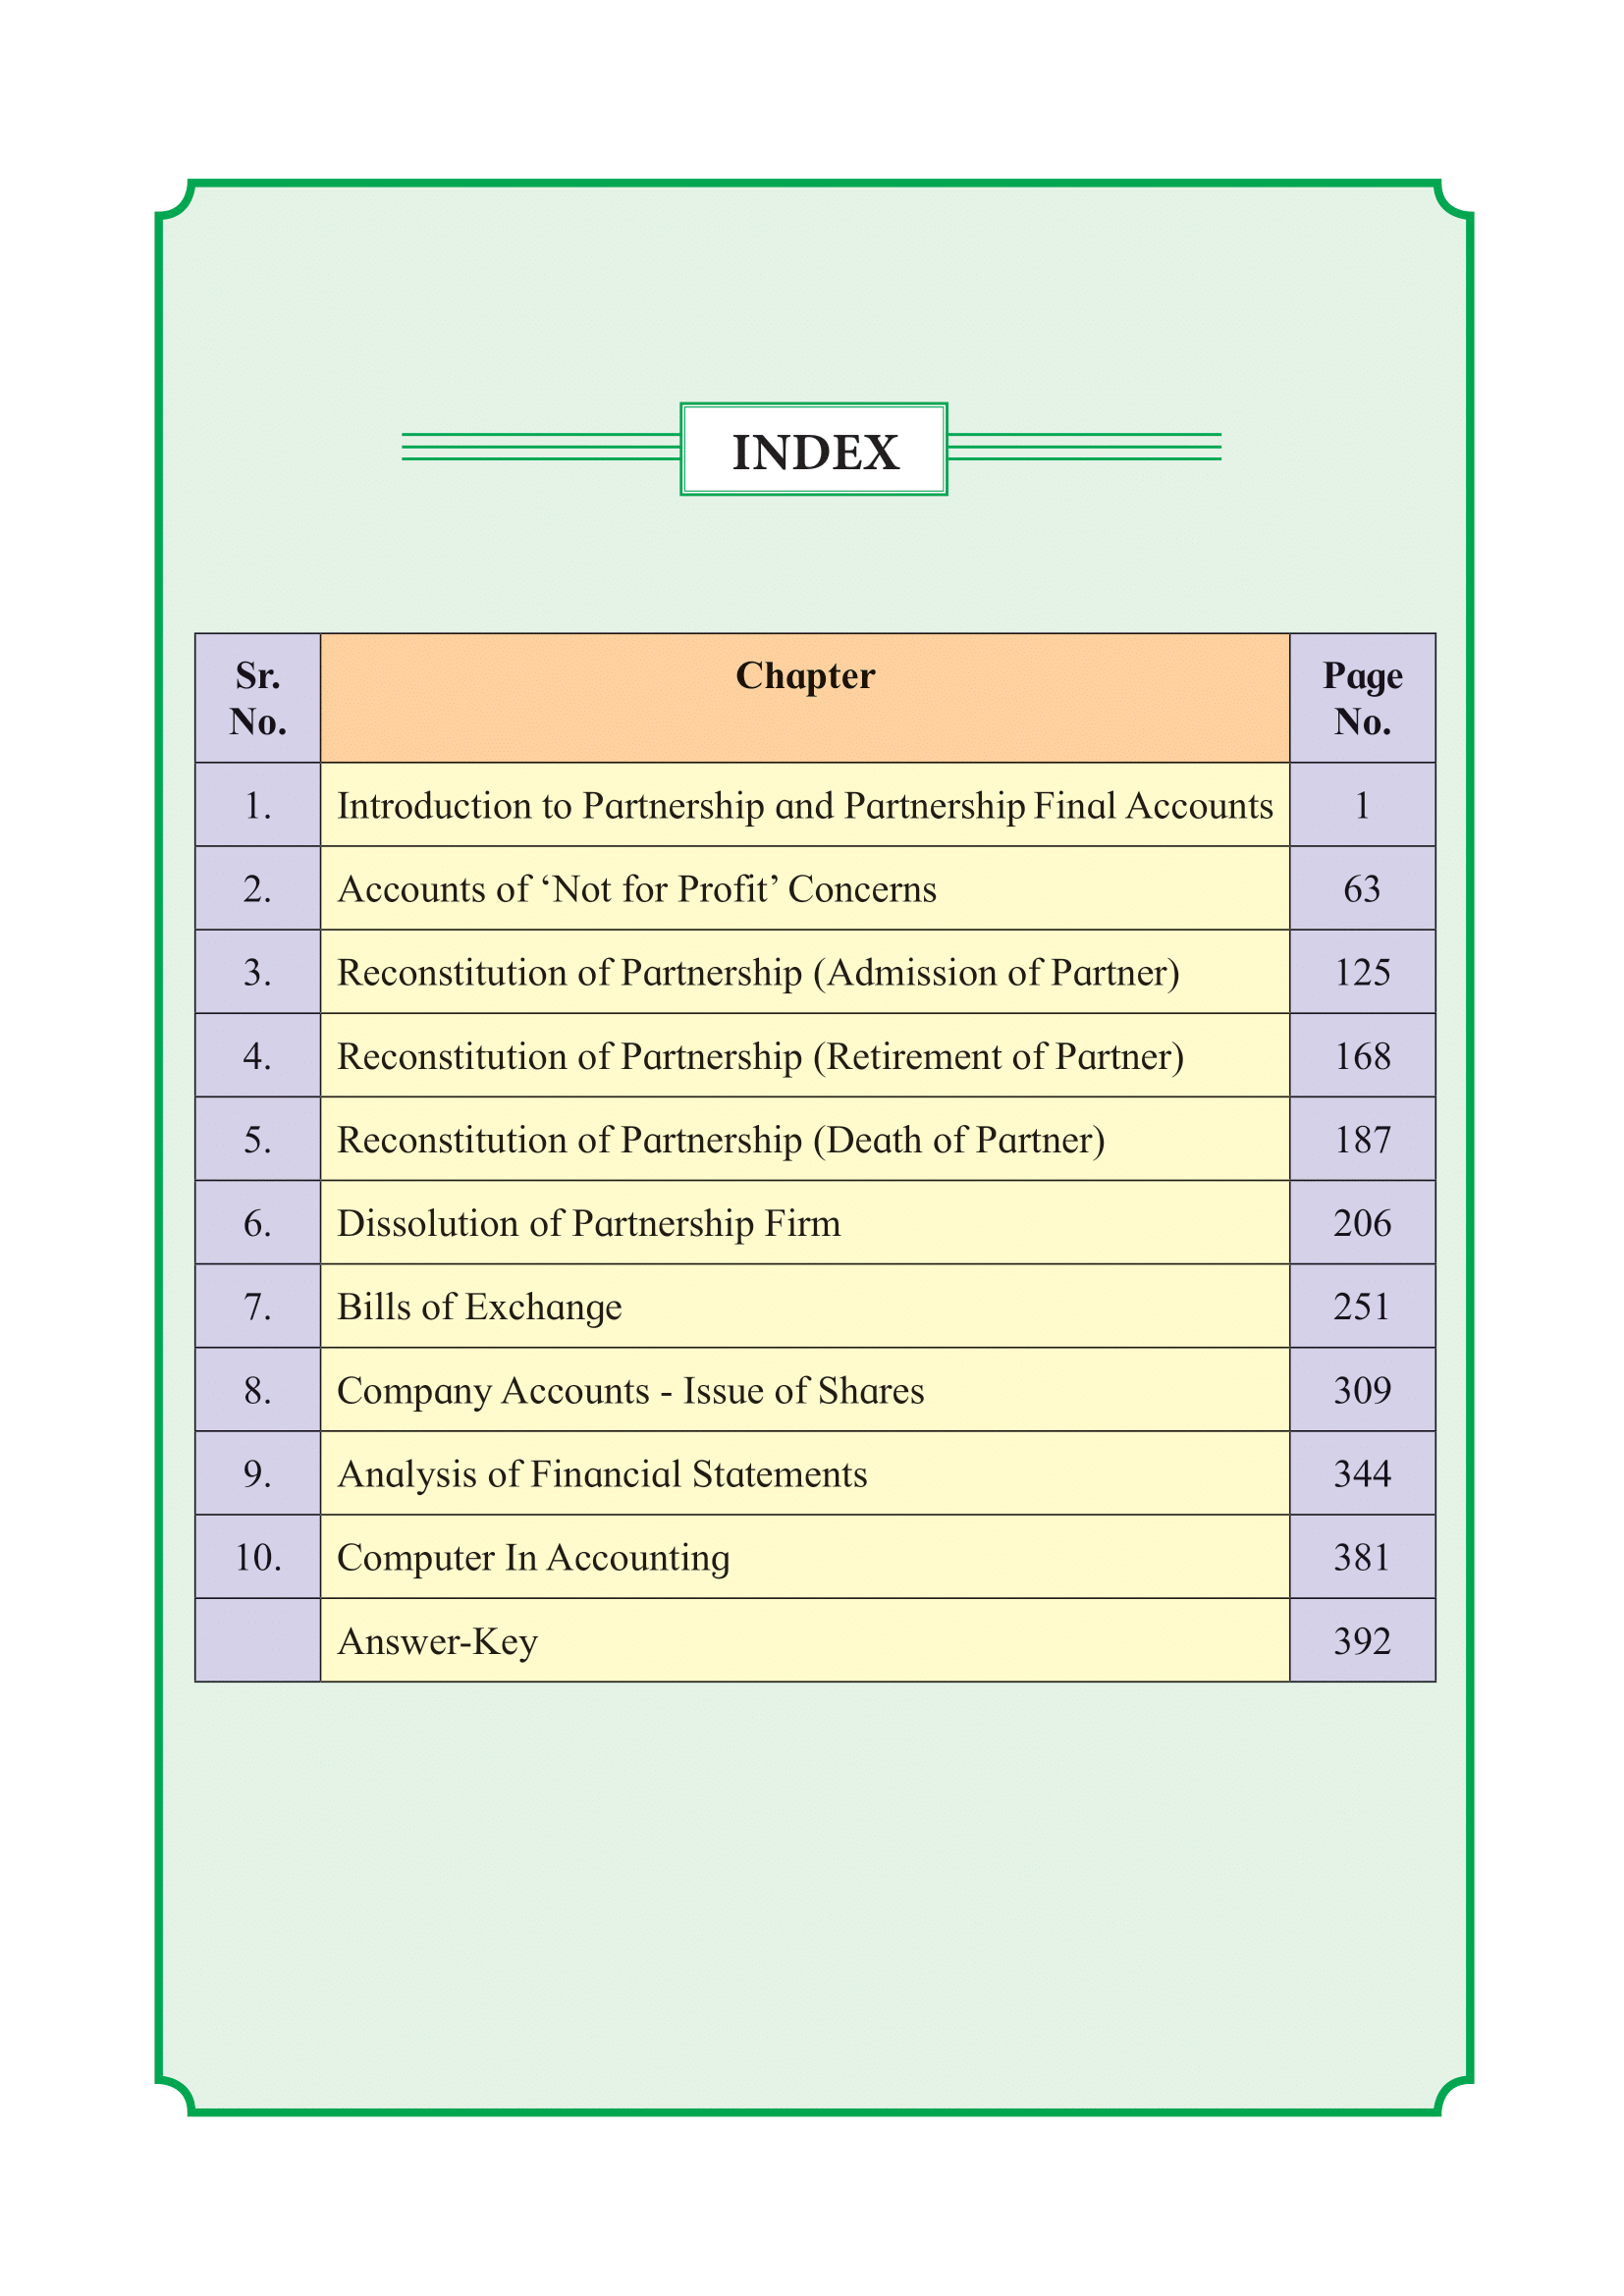 INDEX
Sr. No. Chapter Page No.
1. Introduction to Partnership and Partnership Final Accounts 1
2. Accounts of ‘Not for Profit’ Concerns 63
3. Reconstitution of Partnership (Admission of Partner) 125
4. Reconstitution of Partnership (Retirement of Partner) 168
5. Reconstitution of Partnership (Death of Partner) 187
6. Dissolution of Partnership Firm 206
7. Bills of Exchange 251
8. Company Accounts - Issue of Shares 309
9. Analysis of Financial Statements 344
10. Computer In Accounting 381
Answer-Key 392